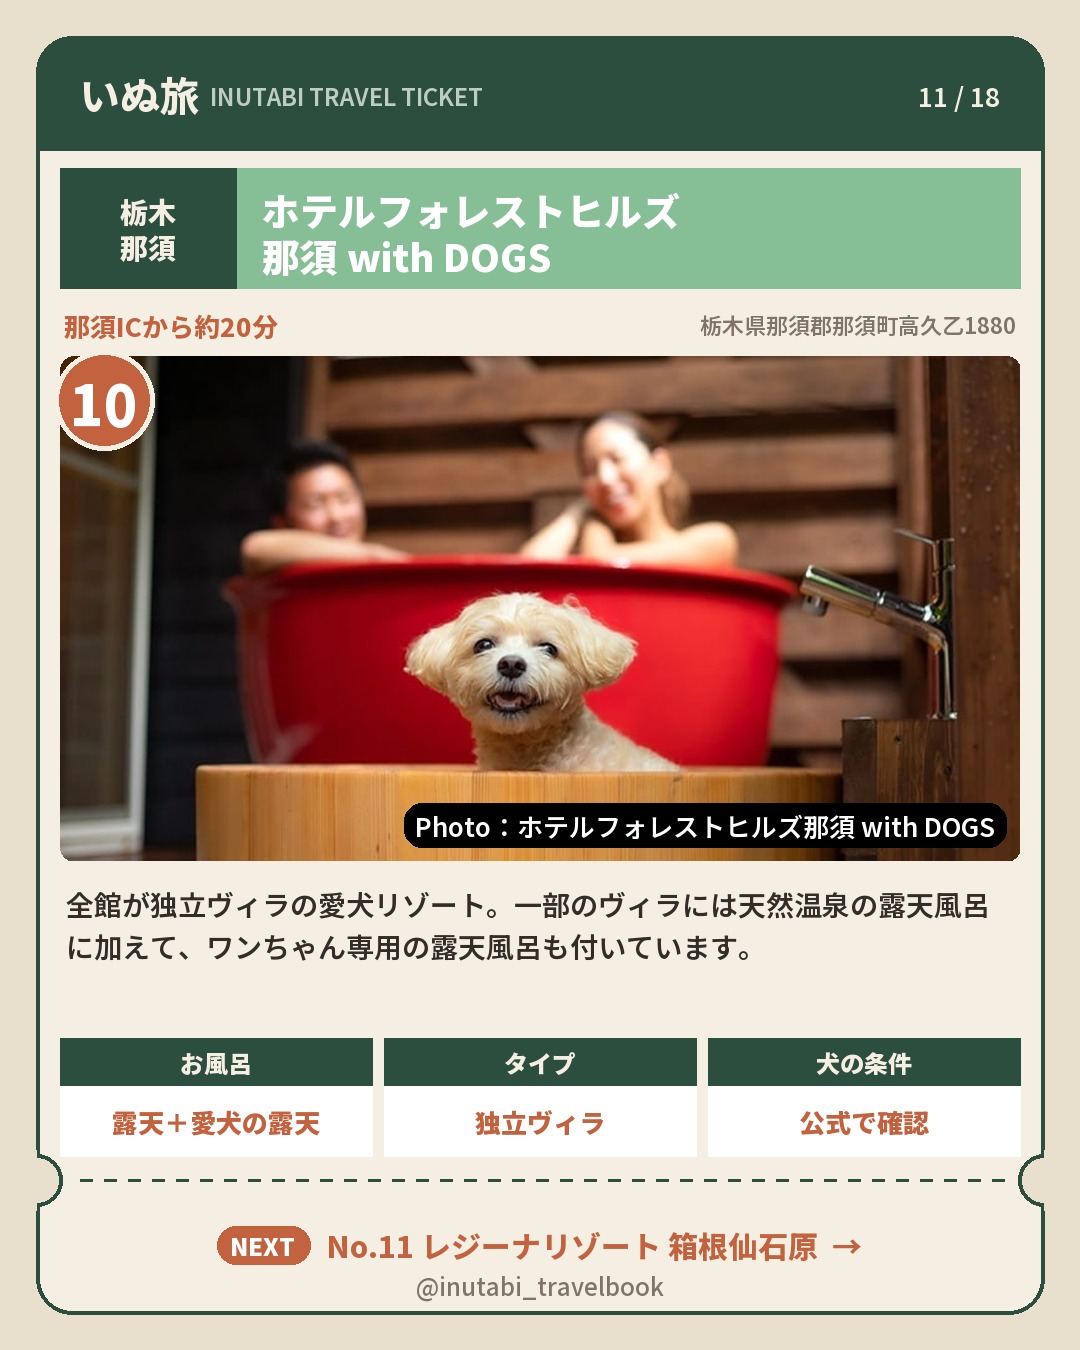 いぬ旅 INUTABI TRAVEL TICKET
11 / 18
栃木
那須
ホテルフォレストヒルズ
那須 with DOGS
那須ICから約20分
栃木県那須郡那須町高久乙1880
10
Photo：ホテルフォレストヒルズ那須 with DOGS
全館が独立ヴィラの愛犬リゾート。一部のヴィラには天然温泉の露天風呂
に加えて、ワンちゃん専用の露天風呂も付いています。
お風呂
露天＋愛犬の露天
タイプ
独立ヴィラ
犬の条件
公式で確認
NEXT No.11 レジーナリゾート 箱根仙石原 →
@inutabi_travelbook